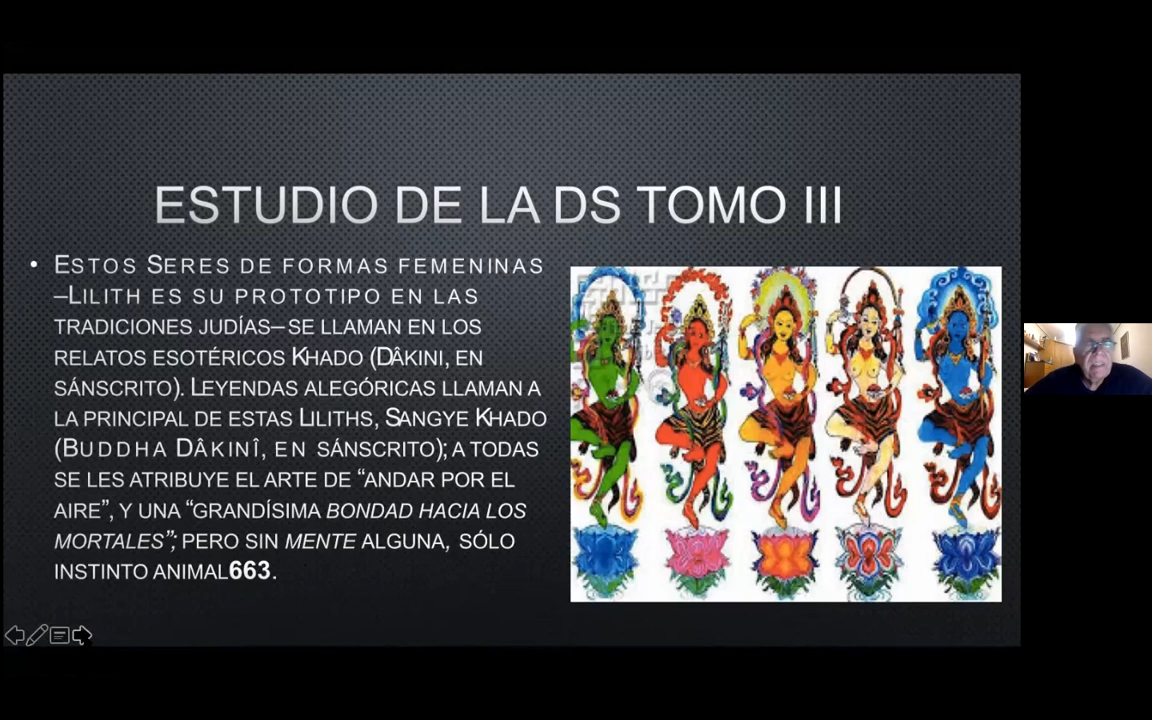 ESTUDIO DE LA DS TOMO III
• ESTOS SERES DE FORMAS FEMENINAS
–LILITH ES SU PROTOTIPO EN LAS
TRADICIONES JUDÍAS– SE LLAMAN EN LOS
RELATOS ESOTÉRICOS KHADO (DÂKINI, EN
SÁNSCRITO). LEYENDAS ALEGÓRICAS LLAMAN A
LA PRINCIPAL DE ESTAS LILITHS, SANGYE KHADO
(BUDDHA DÂKINÎ, EN SÁNSCRITO); A TODAS
SE LES ATRIBUYE EL ARTE DE “ANDAR POR EL
AIRE”, Y UNA “GRANDÍSIMA BONDAD HACIA LOS
MORTALES”; PERO SIN MENTE ALGUNA, SÓLO
INSTINTO ANIMAL663.